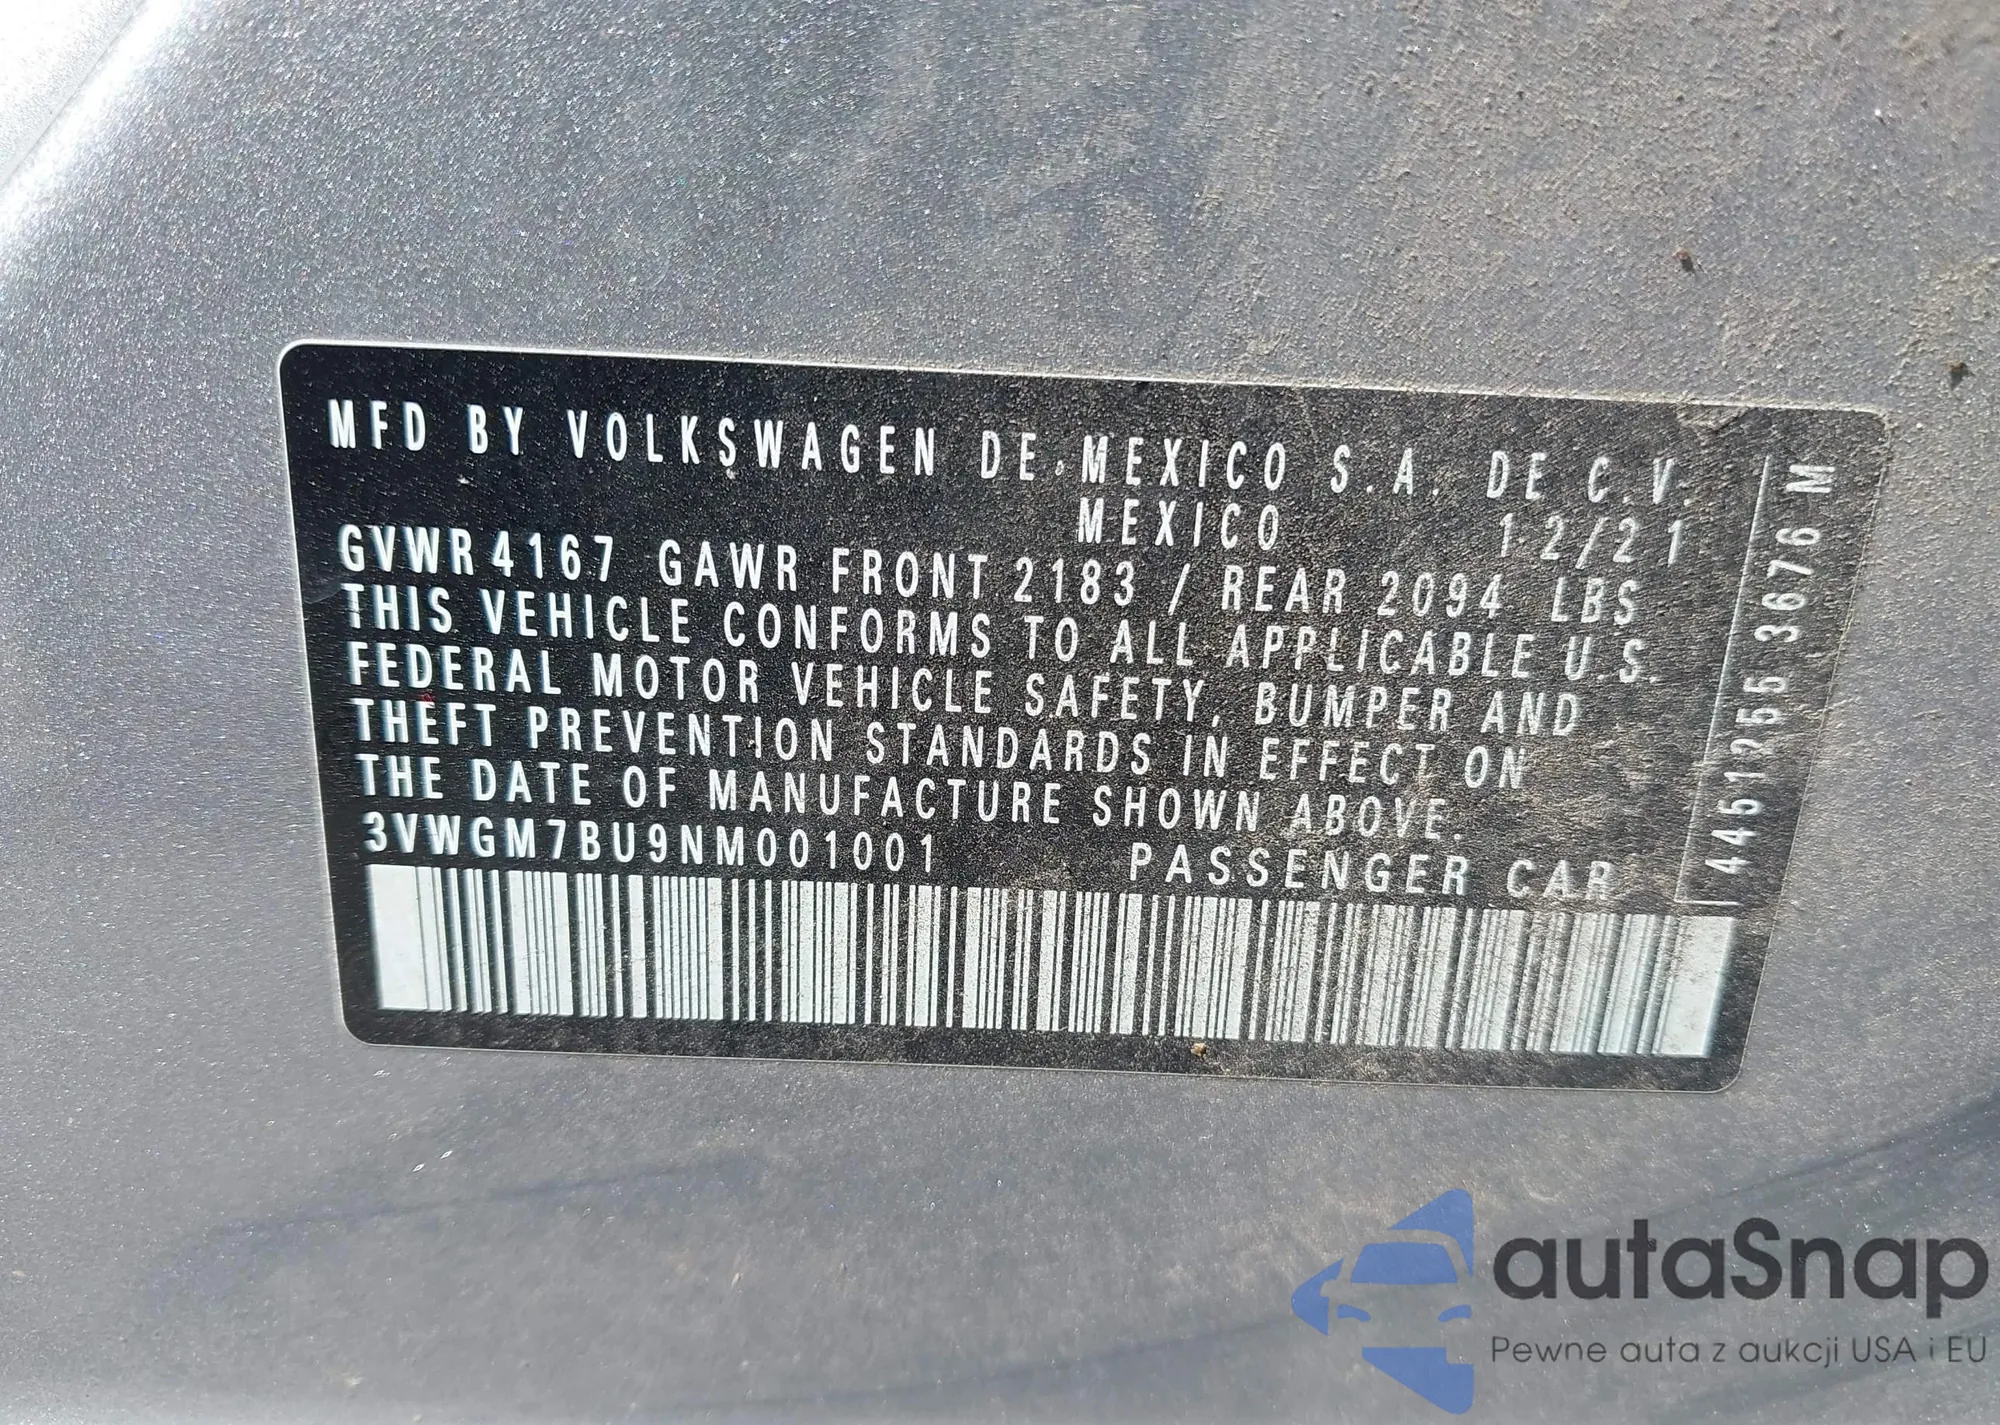 MFD BY VOLKSWAGEN DE MEXICO S.A. DE C.V.
MEXICO 12/21
GVWR 4167 GAWR FRONT 2183 / REAR 2094 LBS
THIS VEHICLE CONFORMS TO ALL APPLICABLE U.S.
FEDERAL MOTOR VEHICLE SAFETY, BUMPER AND
THEFT PREVENTION STANDARDS IN EFFECT ON
THE DATE OF MANUFACTURE SHOWN ABOVE.
3VWGM7BU9NM001001 PASSENGER CAR
4451255 3676 M
autaSnap
Pewne auta z aukcji USA i EU